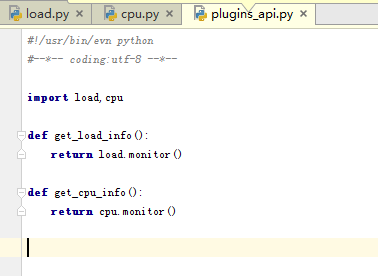 load.py × cpu.py × plugins_api.py ×
#!/usr/bin/evn python
#--*-- coding:utf-8 --*--
import load,cpu
def get_load_info():
    return load.monitor()
def get_cpu_info():
    return cpu.monitor()